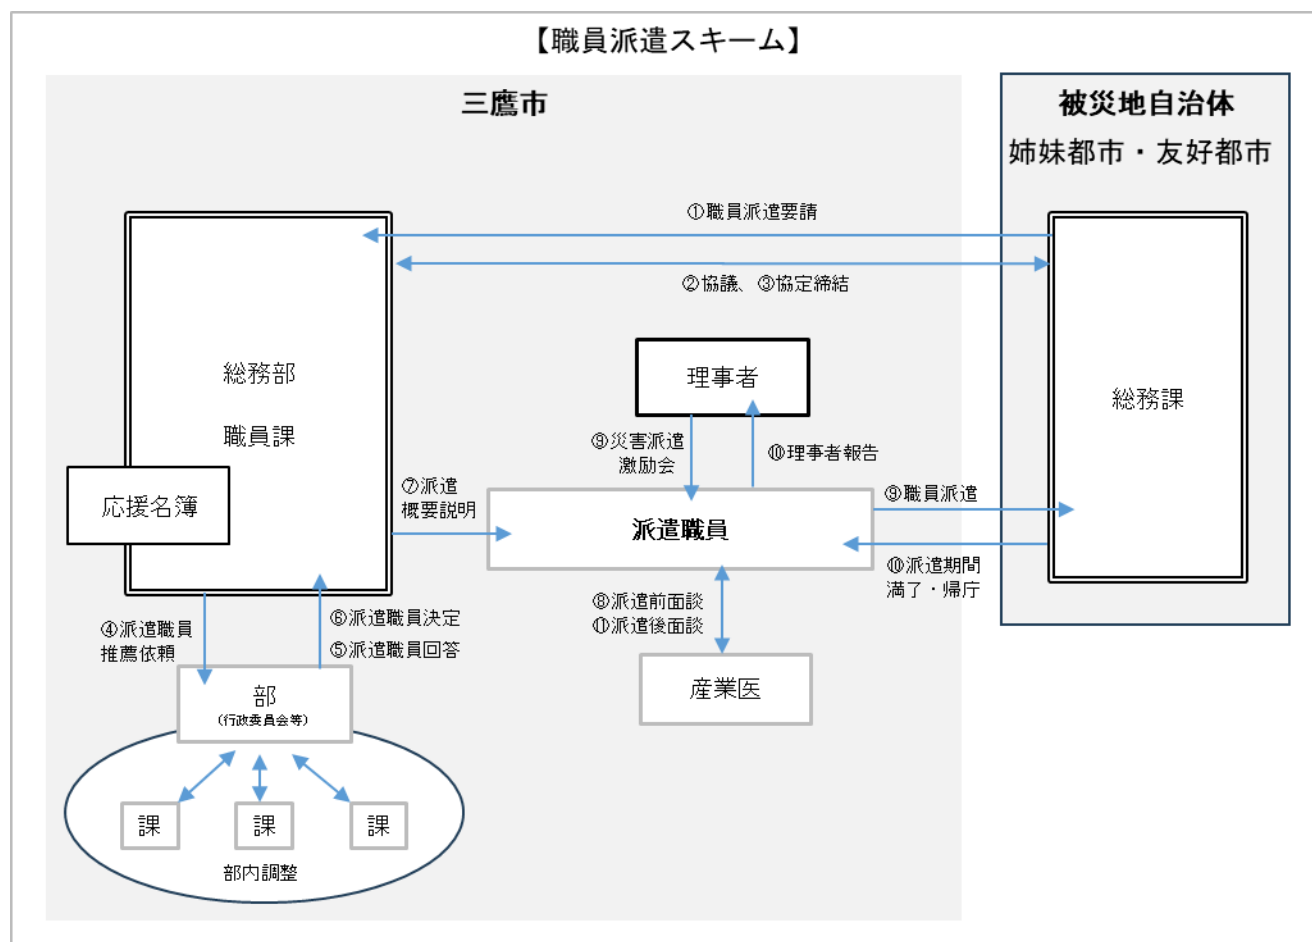 【職員派遣スキーム】
三鷹市
被災地自治体
姉妹都市・友好都市
①職員派遣要請
②協議、③協定締結
総務部
職員課
応援名簿
理事者
総務課
⑨災害派遣
激励会
⑩理事者報告
⑦派遣
概要説明
派遣職員
⑨職員派遣
⑩派遣期間
満了・帰庁
④派遣職員
推薦依頼
⑥派遣職員決定
⑤派遣職員回答
⑧派遣前面談
⑪派遣後面談
産業医
部
(行政委員会等)
課
課
課
部内調整